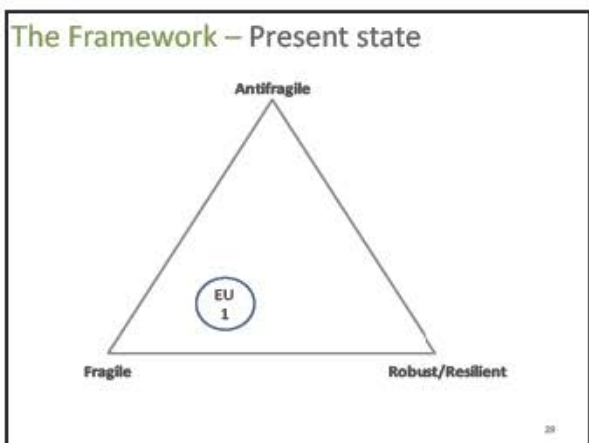 The Framework – Present state
Antifragile
EU
1
Fragile
Robust/Resilient